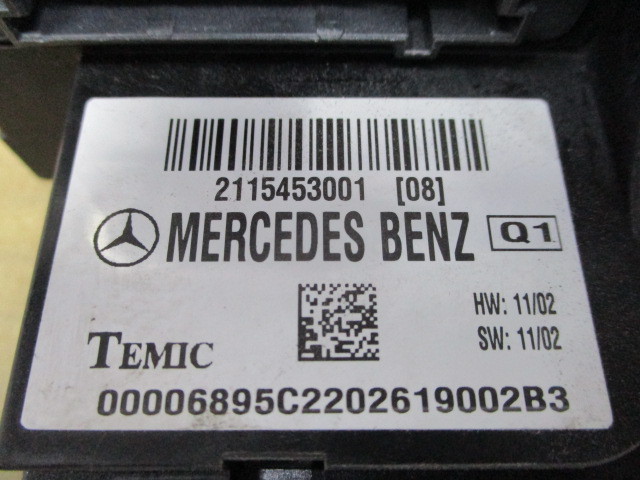 2115453001 [08]
MERCEDES BENZ Q1
HW: 11/02
SW: 11/02
TEMIC
00006895C2202619002B3